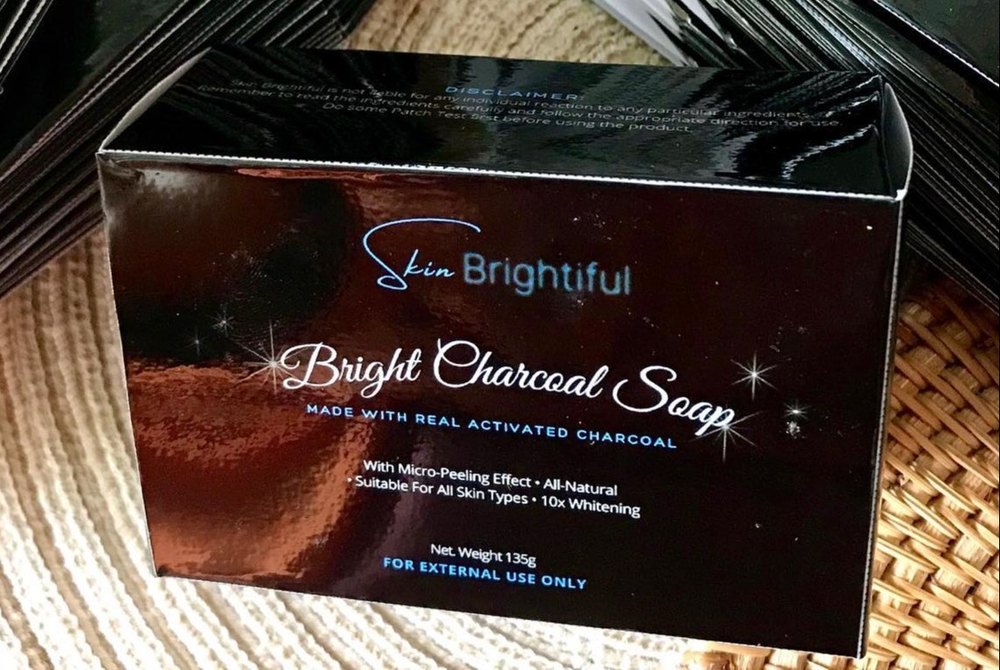 DISCLAIMER:
Skin Brightiful is not liable for any individual reaction to any particular ingredients.
Remember to read the ingredients carefully and follow the appropriate direction for use.
Do some Patch Test first before using the product.
Skin Brightiful
Bright Charcoal Soap
MADE WITH REAL ACTIVATED CHARCOAL
With Micro-Peeling Effect • All-Natural
• Suitable For All Skin Types • 10x Whitening
Net. Weight 135g
FOR EXTERNAL USE ONLY